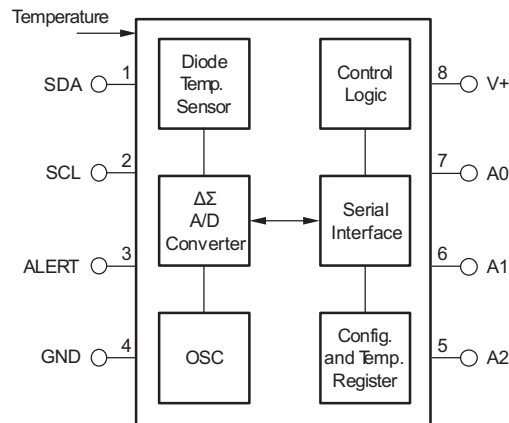 Temperature
SDA
1
Diode
Temp.
Sensor
Control
Logic
8
V+
SCL
2
ΔΣ
A/D
Converter
Serial
Interface
7
A0
ALERT
3
6
A1
GND
4
OSC
Config.
and Temp.
Register
5
A2